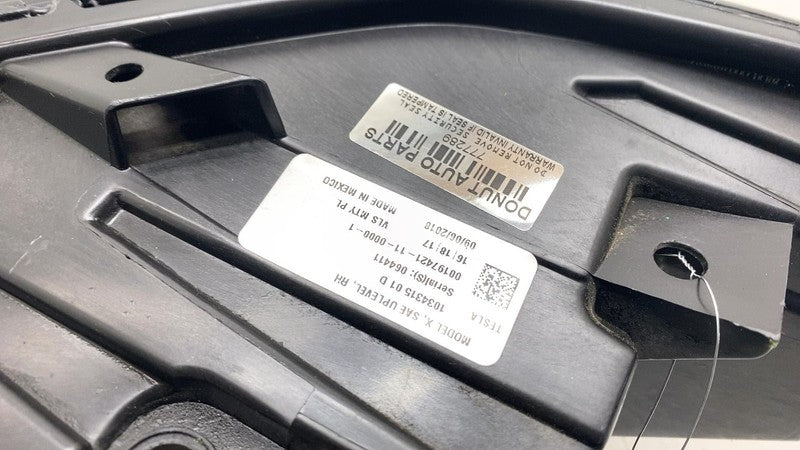 TESLA
MODEL X, SAE UPLEVEL, RH
1034315 01 D
Serial(S): 064411
00197421-11-0000-1
16|18|17
09/06/2018
VLS MTY PL
MADE IN MEXICO
DONUT AUTO PARTS
777289
SECURITY SEAL
DO NOT REMOVE
WARRANTY INVALID IF SEAL IS TAMPERED